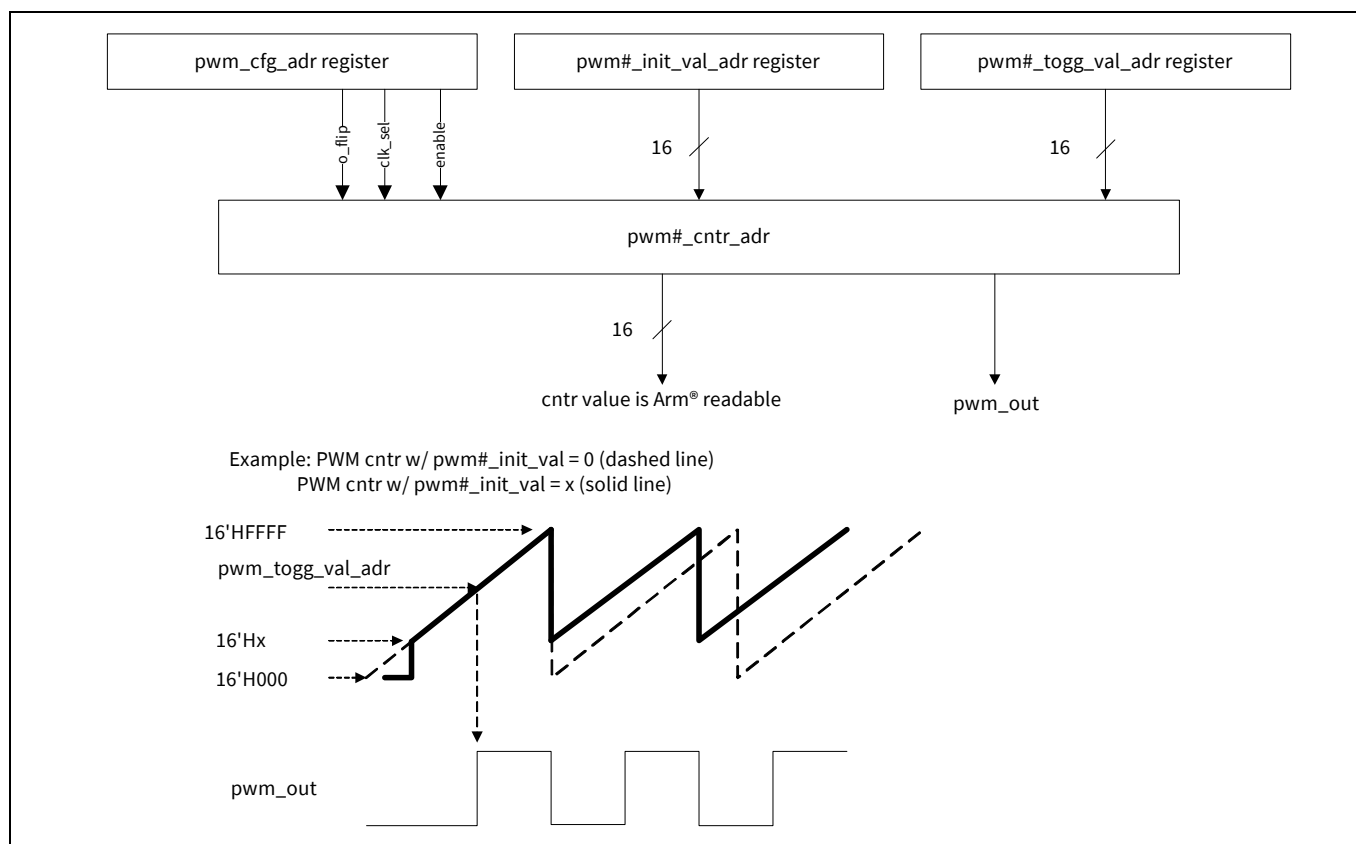 pwm_cfg_adr register
pwm#_init_val_adr register
pwm#_togg_val_adr register
o_flip
clk_sel
enable
16
16
pwm#_cntr_adr
16
cntr value is Arm® readable
pwm_out
Example: PWM cntr w/ pwm#_init_val = 0 (dashed line)
PWM cntr w/ pwm#_init_val = x (solid line)
16'HFFFF
pwm_togg_val_adr
16'Hx
16'H000
pwm_out